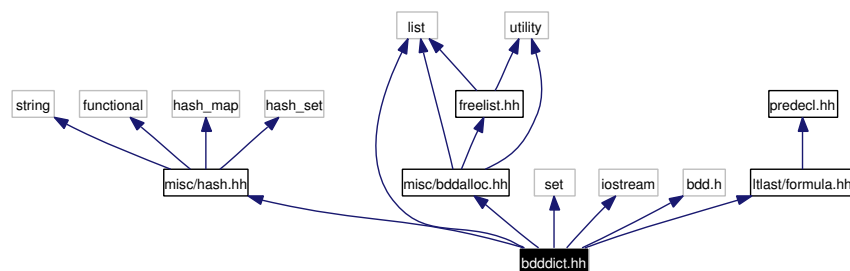 list
utility
string
functional
hash_map
hash_set
freelist.hh
predecl.hh
misc/hash.hh
misc/bddalloc.hh
set
iostream
bdd.h
ltlast/formula.hh
bdddict.hh